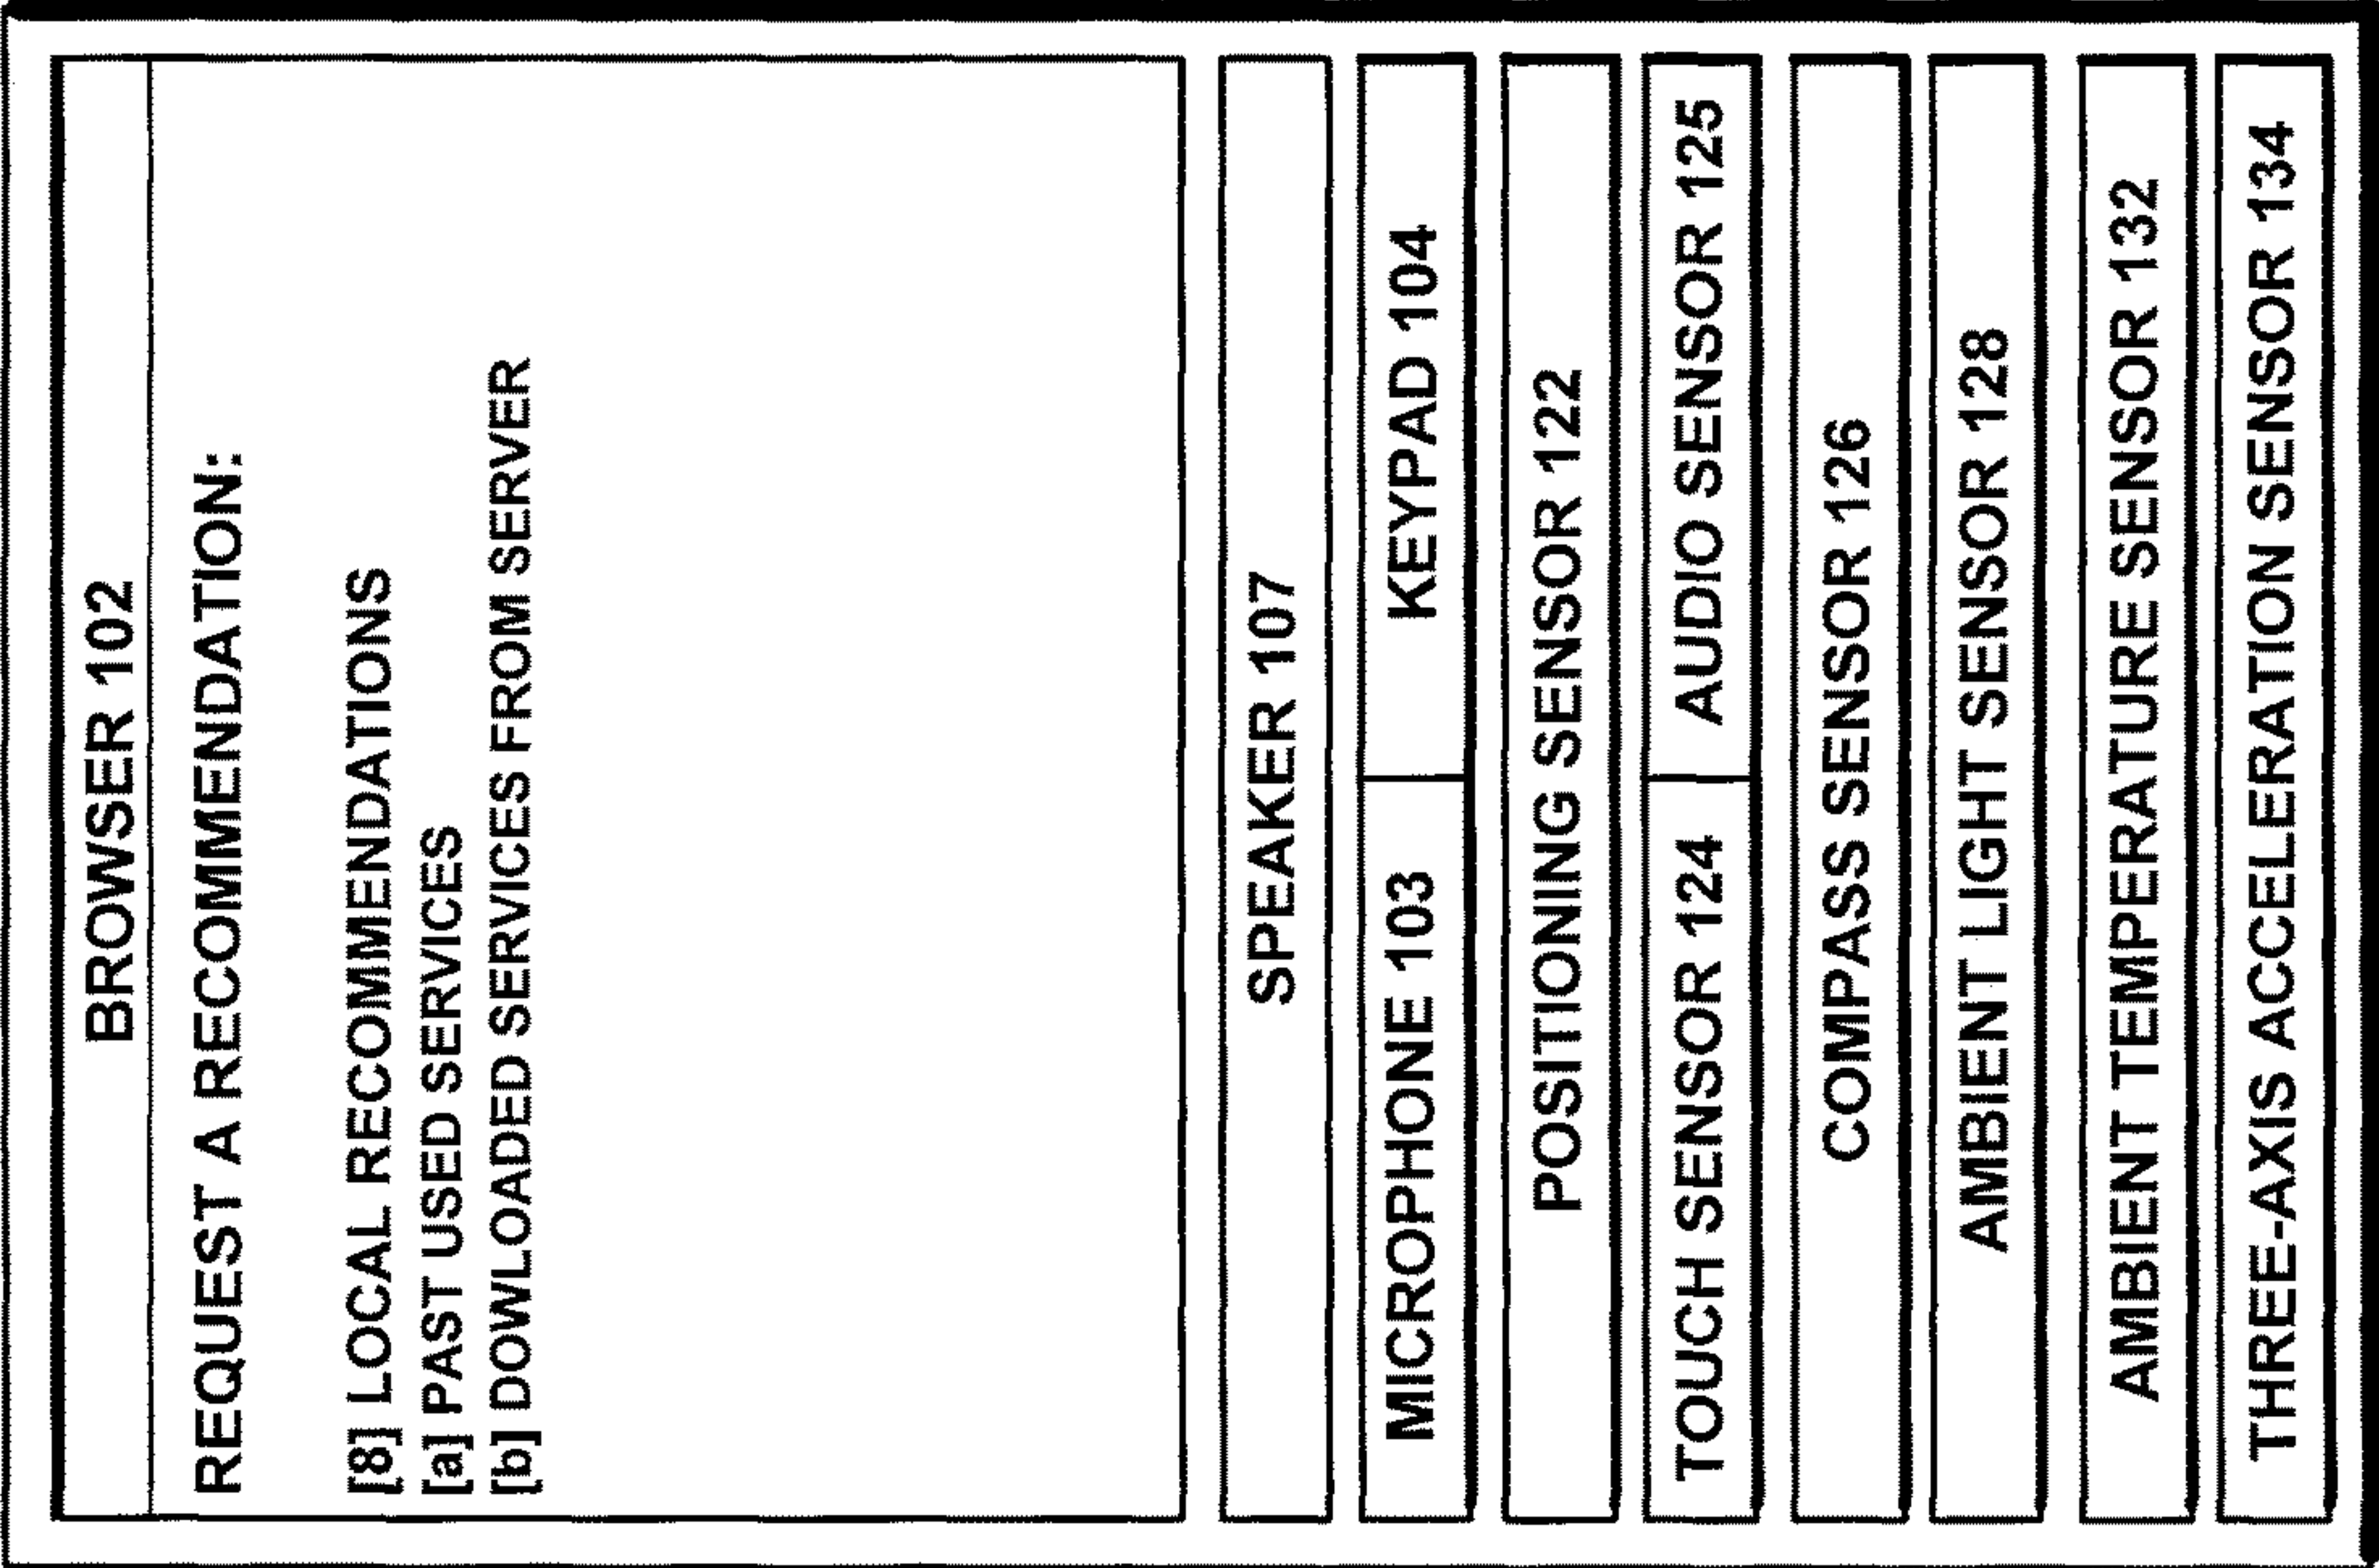 BROWSER 102
REQUEST A RECOMMENDATION:
[8] LOCAL RECOMMENDATIONS
[a] PAST USED SERVICES
[b] DOWLOADED SERVICES FROM SERVER
SPEAKER 107
MICROPHONE 103 KEYPAD 104
POSITIONING SENSOR 122
TOUCH SENSOR 124 AUDIO SENSOR 125
COMPASS SENSOR 126
AMBIENT LIGHT SENSOR 128
AMBIENT TEMPERATURE SENSOR 132
THREE-AXIS ACCELERATION SENSOR 134